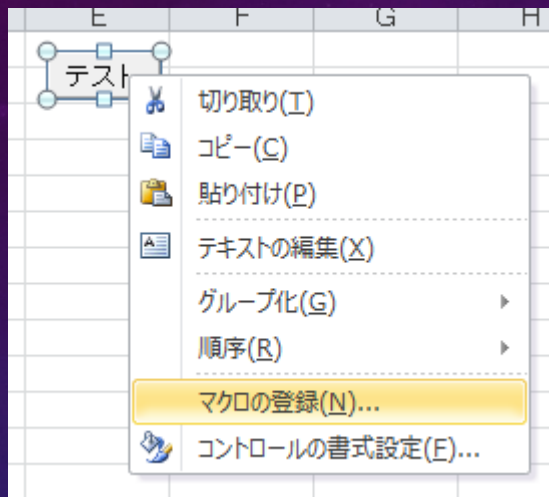 E F G H
テスト
切り取り(T)
コピー(C)
貼り付け(P)
テキストの編集(X)
グループ化(G)
順序(R)
マクロの登録(N)...
コントロールの書式設定(F)...